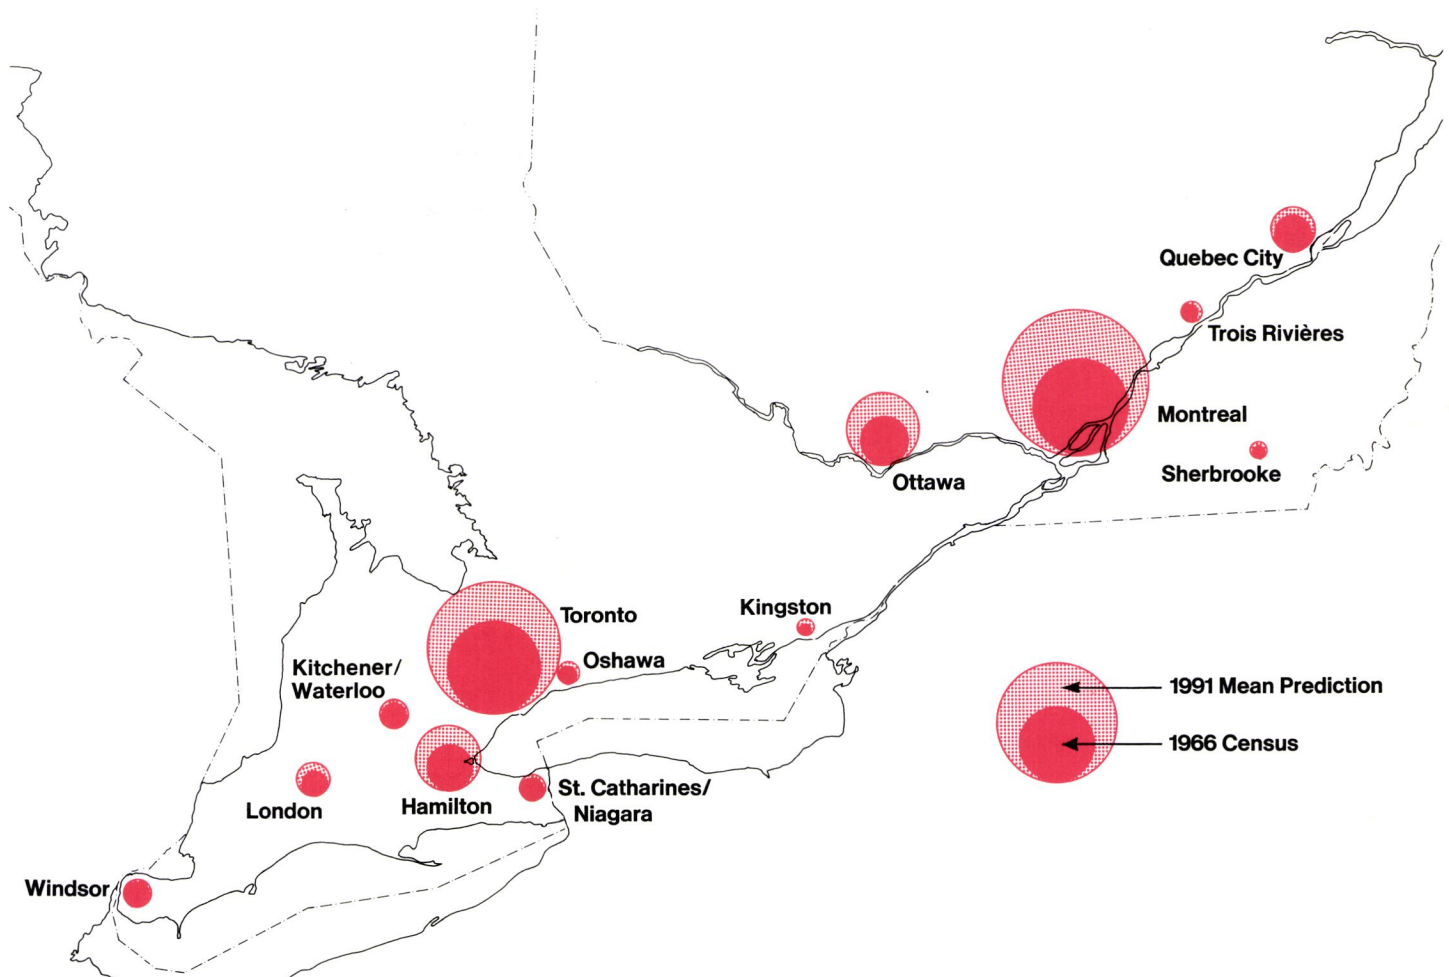 Quebec City
Trois Rivières
Montreal
Sherbrooke
Ottawa
Kingston
Toronto
Oshawa
Kitchener/
Waterloo
1991 Mean Prediction
1966 Census
St. Catharines/
Niagara
Hamilton
London
Windsor